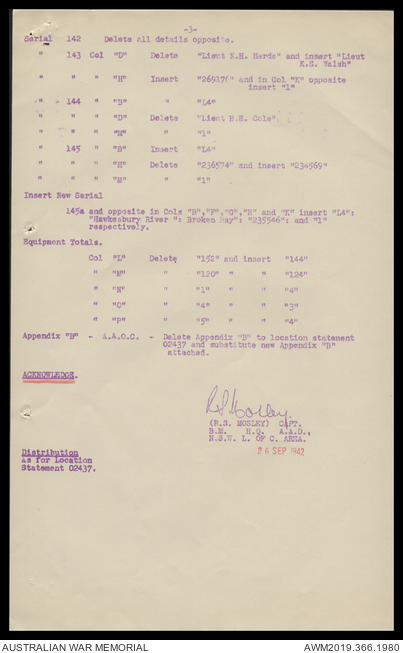 -3-
Serial 142 Delete all details opposite.
" 143 Col "D" Delete "Lieut N.H. Harde" and insert "Lieut
K.S. Walsh"
" " " "H" Insert "269176" and in Col "K" opposite
insert "1"
" 144 " "B" " "L4"
" " " "D" Delete "Lieut H.H. Cole"
" " " "M" " "1"
" 145 " "B" Insert "L4"
" " " "H" Delete "236574" and insert "234569"
" " " "M" " "1"
Insert New Serial
145a and opposite in Cols "B","F","G","H" and "K" insert "L4":
"Hawkesbury River ": Broken Bay": "235546": and "1"
respectively.
Equipment Totals.
Col "L" Delete "152" and insert "144"
" "M" "120" " " "124"
" "N" "1" " " "4"
" "O" "4" " " "3"
" "P" "5" " " "4"
Appendix "B" - A.A.O.C. - Delete Appendix "B" to location statement
02437 and substitute new Appendix "B"
attached.
ACKNOWLEDGE.
R S Mosley
(R.S. MOSLEY) CAPT.
B.M. H.Q. A.A.D.,
N.S.W. L. OF C. AREA.
26 SEP 1942
Distribution
As for Location
Statement 02437.
AUSTRALIAN WAR MEMORIAL
AWM2019.366.1980